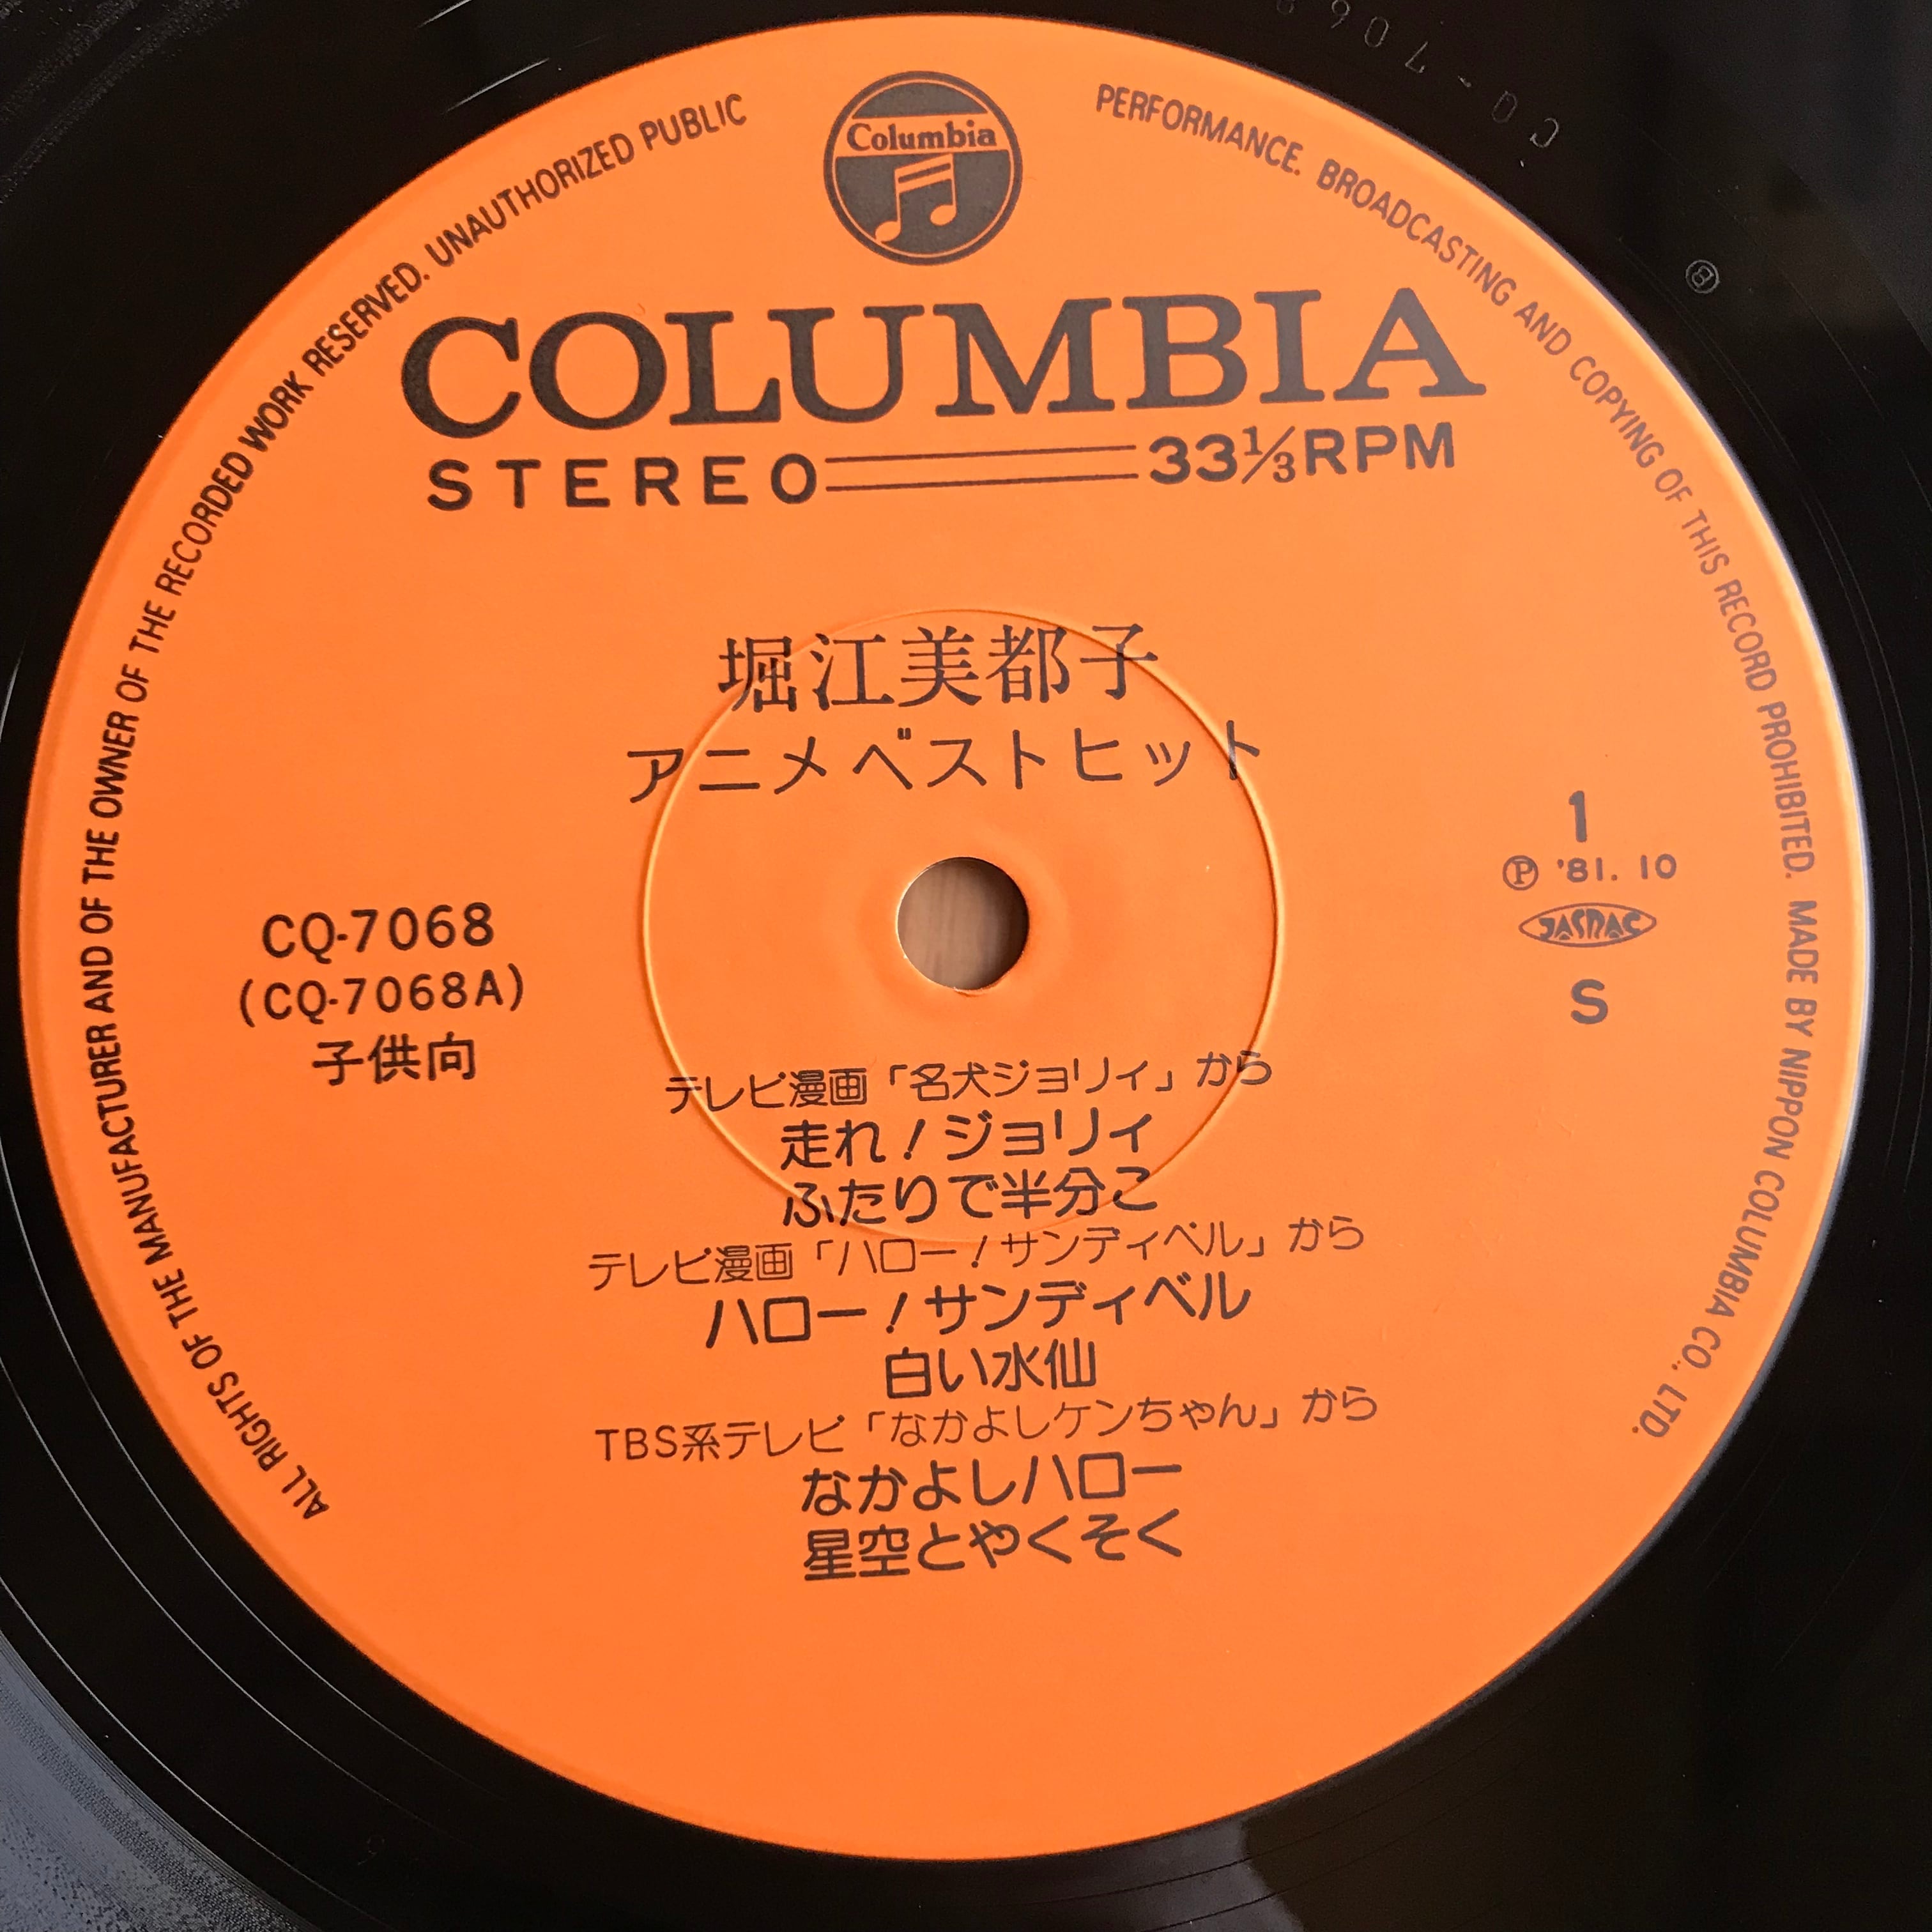 Columbia
ALL RIGHTS OF THE MANUFACTURER AND OF THE OWNER OF THE RECORDED WORK RESERVED. UNAUTHORIZED PUBLIC PERFORMANCE. BROADCASTING AND COPYING OF THIS RECORD PROHIBITED. MADE BY NIPPON COLUMBIA CO., LTD.
COLUMBIA
STEREO 33⅓RPM
堀江美都子
アニメベストヒット
1
Ⓟ '81. 10
JASRAC
S
CQ-7068
(CQ-7068A)
子供向
テレビ漫画「名犬ジョリィ」から
走れ!ジョリィ
ふたりで半分こ
テレビ漫画「ハロー!サンディベル」から
ハロー!サンディベル
白い水仙
TBS系テレビ「なかよしケンちゃん」から
なかよしハロー
星空とやくそく